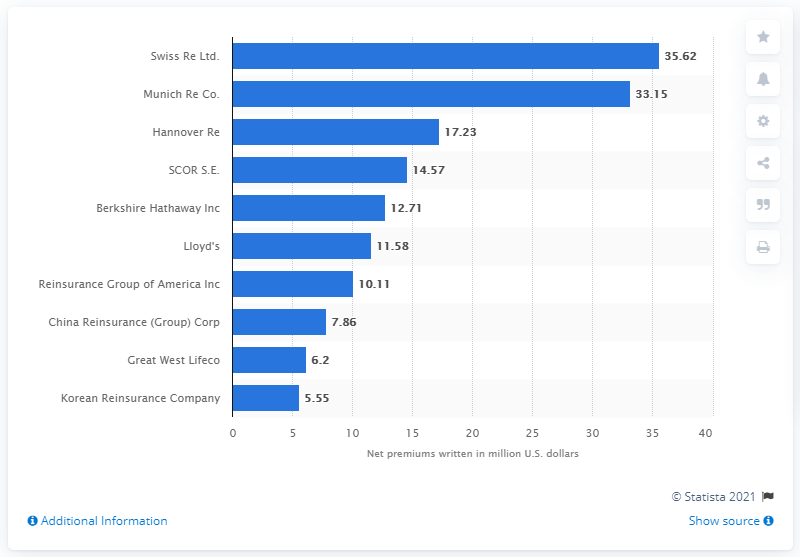 Swiss Re Ltd. 35.62
Munich Re Co. 33.15
Hannover Re 17.23
SCOR S.E. 14.57
Berkshire Hathaway Inc 12.71
Lloyd's 11.58
Reinsurance Group of America Inc 10.11
China Reinsurance (Group) Corp 7.86
Great West Lifeco 6.2
Korean Reinsurance Company 5.55
0 5 10 15 20 25 30 35 40
Net premiums written in million U.S. dollars
© Statista 2021
Additional Information Show source